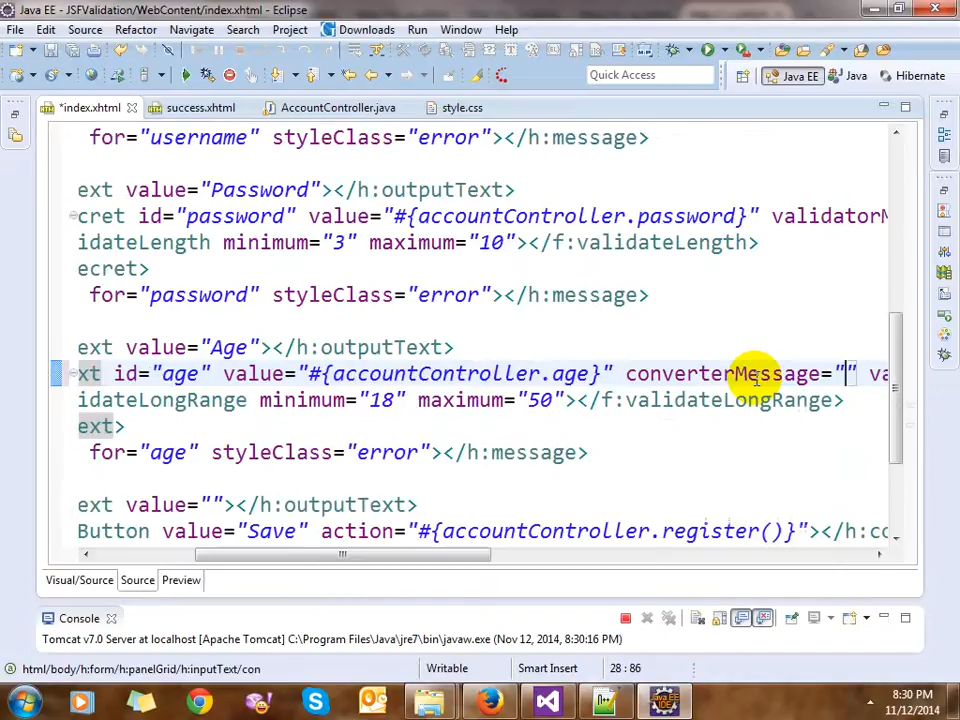 Java EE - JSFValidation/WebContent/index.xhtml - Eclipse
File Edit Source Refactor Navigate Search Project Downloads Run Window Help
Quick Access Java EE Java Hibernate
*index.xhtml success.xhtml AccountController.java style.css
for="username" styleClass="error"></h:message>
ext value="Password"></h:outputText>
cret id="password" value="#{accountController.password}" validatorM
idateLength minimum="3" maximum="10"></f:validateLength>
ecret>
for="password" styleClass="error"></h:message>
ext value="Age"></h:outputText>
xt id="age" value="#{accountController.age}" converterMessage="" va
idateLongRange minimum="18" maximum="50"></f:validateLongRange>
ext>
for="age" styleClass="error"></h:message>
ext value=""></h:outputText>
Button value="Save" action="#{accountController.register()}"></h:co
Visual/Source Source Preview
Console
Tomcat v7.0 Server at localhost [Apache Tomcat] C:\Program Files\Java\jre7\bin\javaw.exe (Nov 12, 2014, 8:30:16 PM)
html/body/h:form/h:panelGrid/h:inputText/con Writable Smart Insert 28 : 86
8:30 PM
11/12/2014